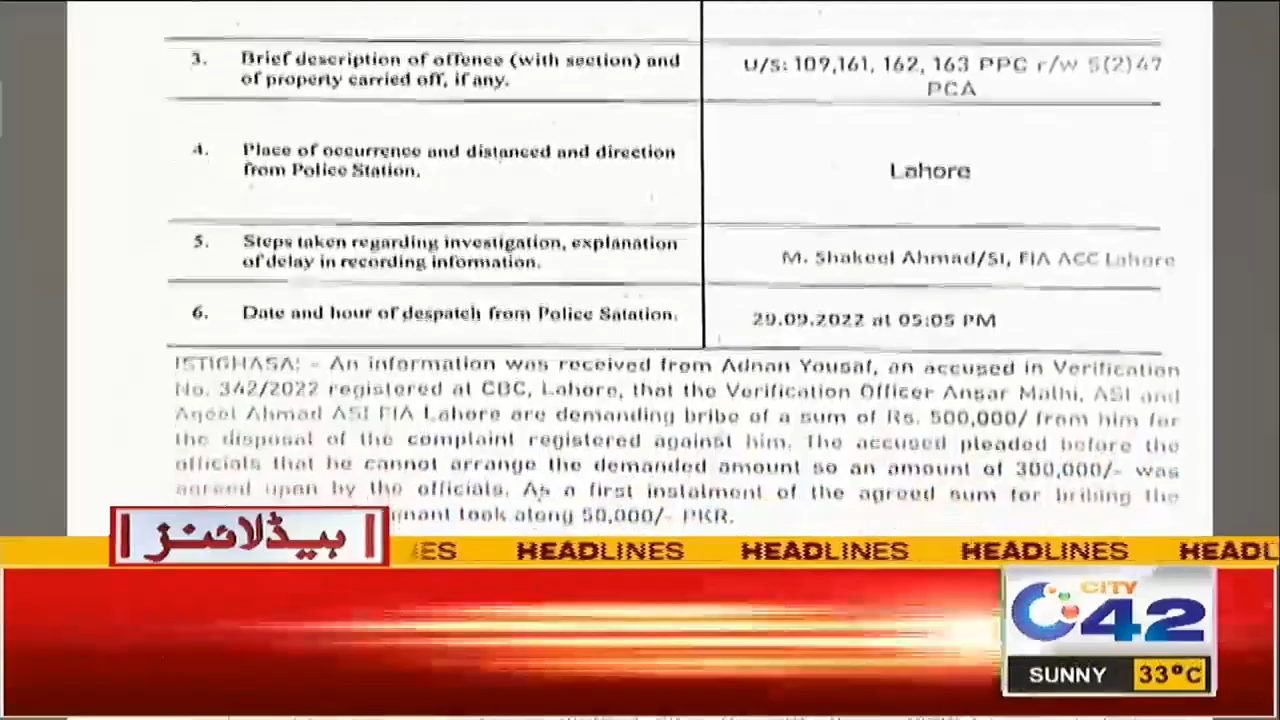 3. Brief description of offence (with section) and
of property carried off, if any.
U/S: 109,161, 162, 163 PPC r/w 5(2)47
PCA
4. Place of occurrence and distanced and direction
from Police Station.
Lahore
5. Steps taken regarding investigation, explanation
of delay in recording information.
M. Shakeel Ahmad/SI, FIA ACC Lahore
6. Date and hour of despatch from Police Satation.
29.09.2022 at 05:05 PM
ISTIGHASA: - An information was received from Adnan Yousaf, an accused in Verification
No. 342/2022 registered at CBC, Lahore, that the Verification Officer Ansar Malhi, ASI and
Aqeel Ahmad ASI FIA Lahore are demanding bribe of a sum of Rs. 500,000/ from him for
the disposal of the complaint registered against him. The accused pleaded before the
officials that he cannot arrange the demanded amount so an amount of 300,000/- was
agreed upon by the officials. As a first instalment of the agreed sum for bribing the
took along 50,000/- PKR.
ہیڈلائنز
HEADLINES HEADLINES HEADLINES
CITY
42
SUNNY 33°C